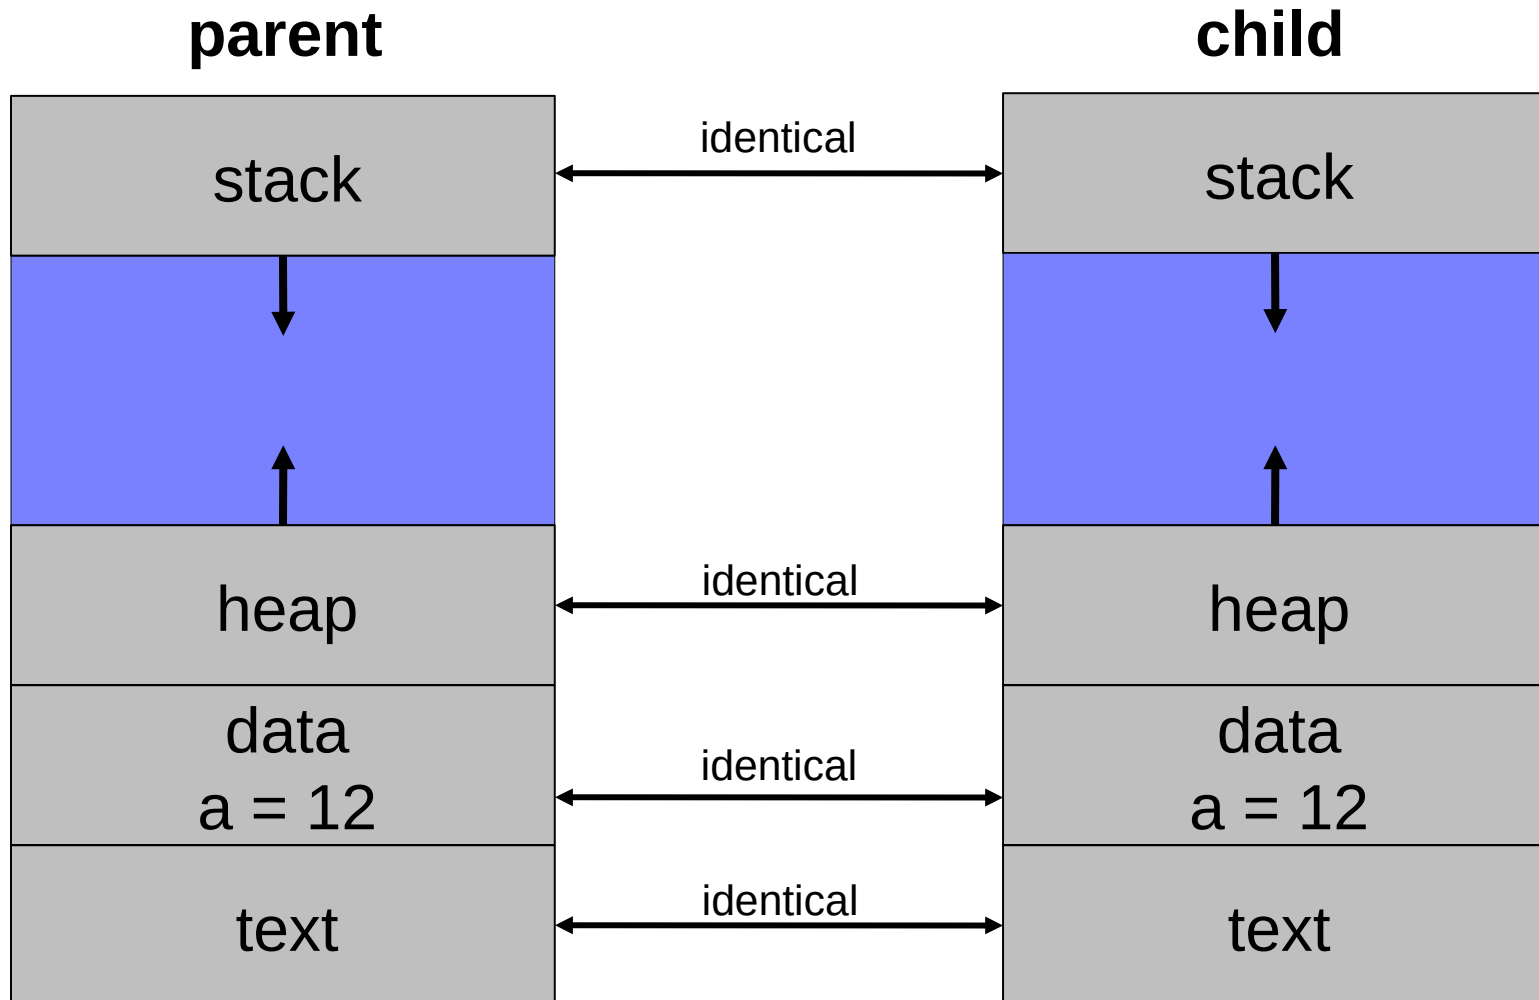 parent
child
stack
identical
stack
heap
identical
heap
data
a = 12
identical
data
a = 12
text
identical
text